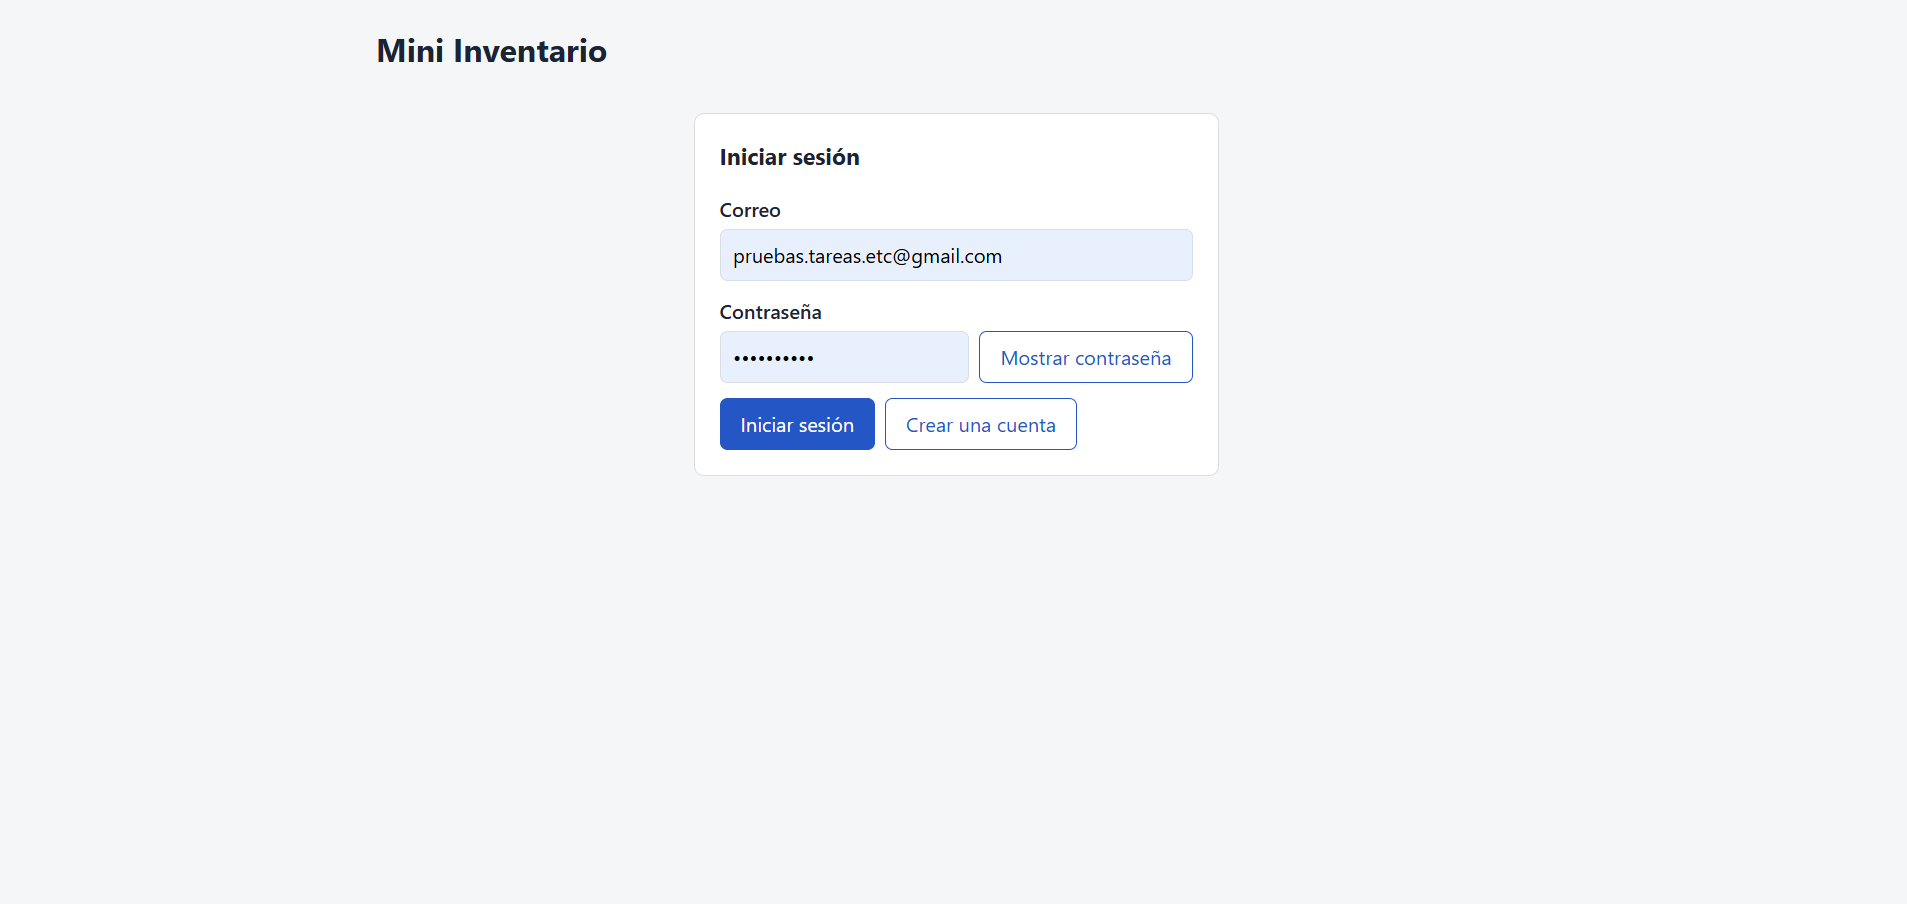 Mini Inventario
Iniciar sesión
Correo
pruebas.tareas.etc@gmail.com
Contraseña
••••••••••
Mostrar contraseña
Iniciar sesión
Crear una cuenta